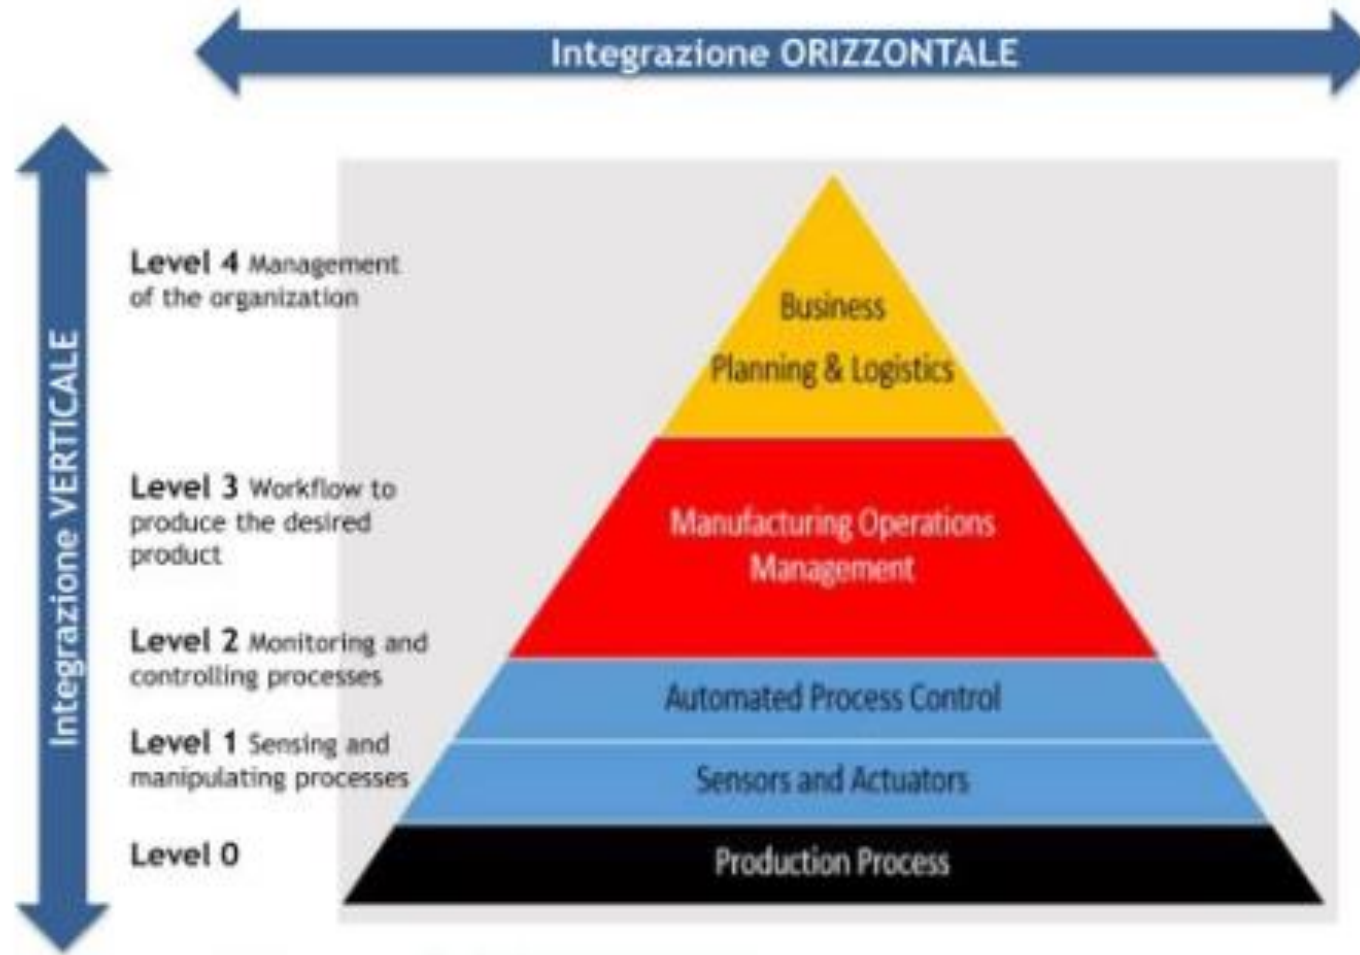 Integrazione ORIZZONTALE
Integrazione VERTICALE
Level 4 Management
of the organization
Business
Planning & Logistics
Level 3 Workflow to
produce the desired
product
Manufacturing Operations
Management
Level 2 Monitoring and
controlling processes
Automated Process Control
Level 1 Sensing and
manipulating processes
Sensors and Actuators
Level 0
Production Process